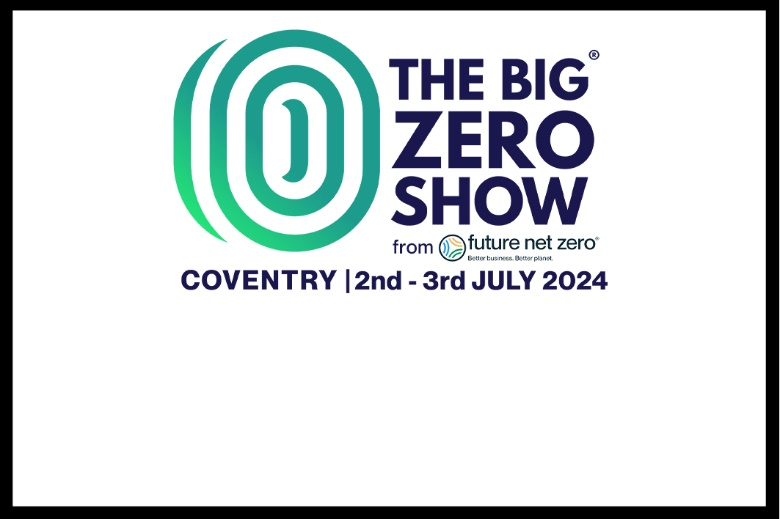 THE BIG®
ZERO
SHOW
from future net zero®
Better business. Better planet.
COVENTRY | 2nd - 3rd JULY 2024